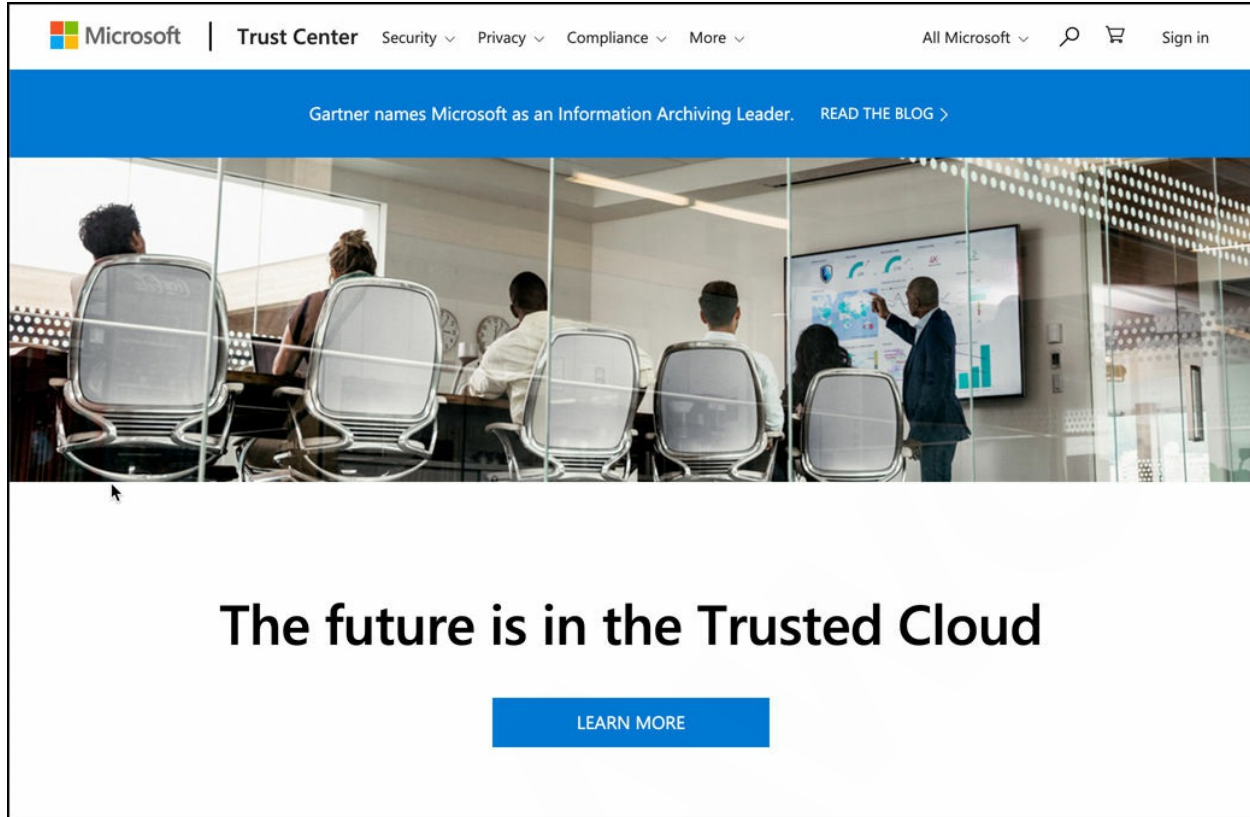 Microsoft | Trust Center Security Privacy Compliance More All Microsoft Sign in
Gartner names Microsoft as an Information Archiving Leader. READ THE BLOG >
The future is in the Trusted Cloud
LEARN MORE